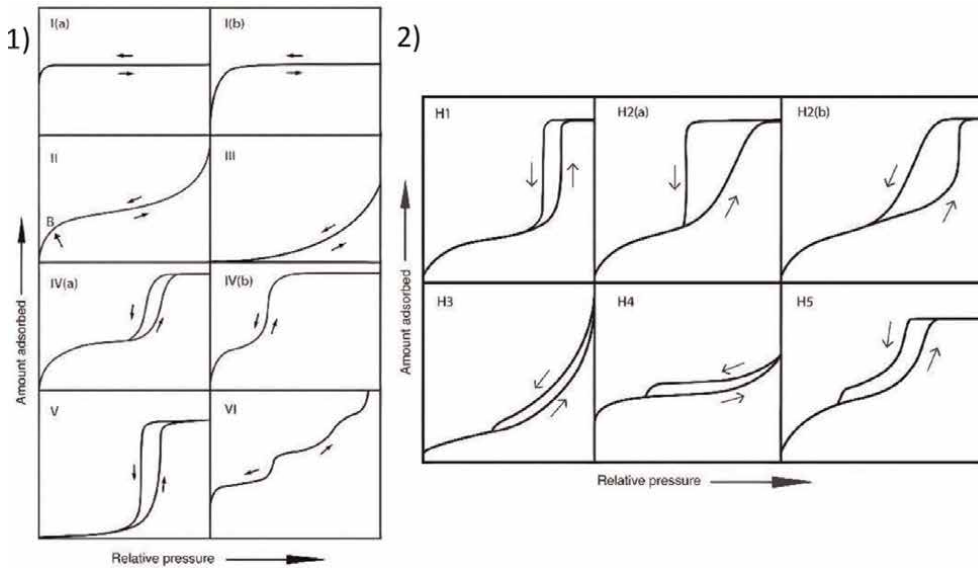 1)
I(a)
I(b)
II
B
III
IV(a)
IV(b)
V
VI
Amount adsorbed
Relative pressure
2)
H1
H2(a)
H2(b)
H3
H4
H5
Amount adsorbed
Relative pressure